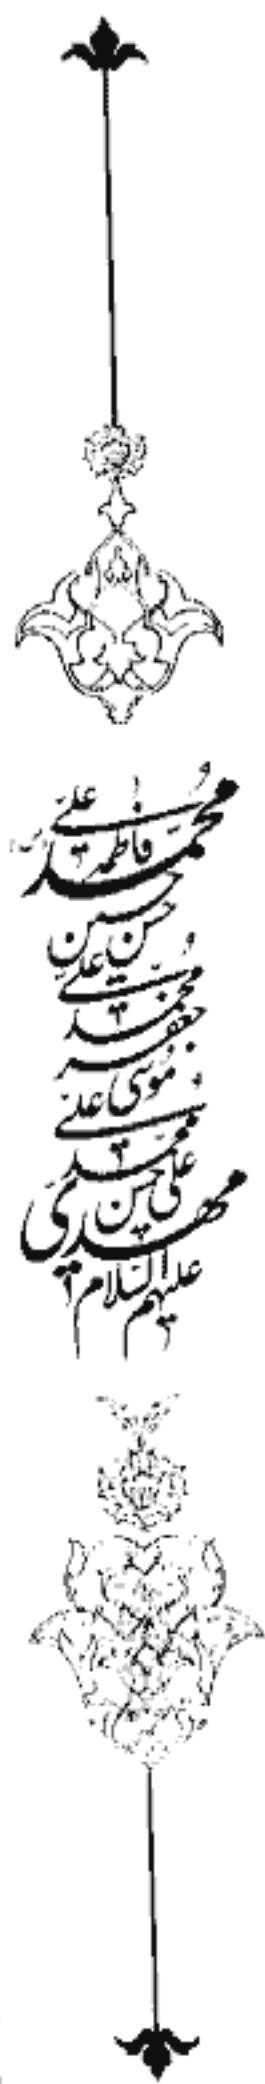 محمد علی
فاطمه
حسن حسین
علی
محمد
جعفر
موسی علی
محمد
علی حسن
مهدی
علیهم السلام